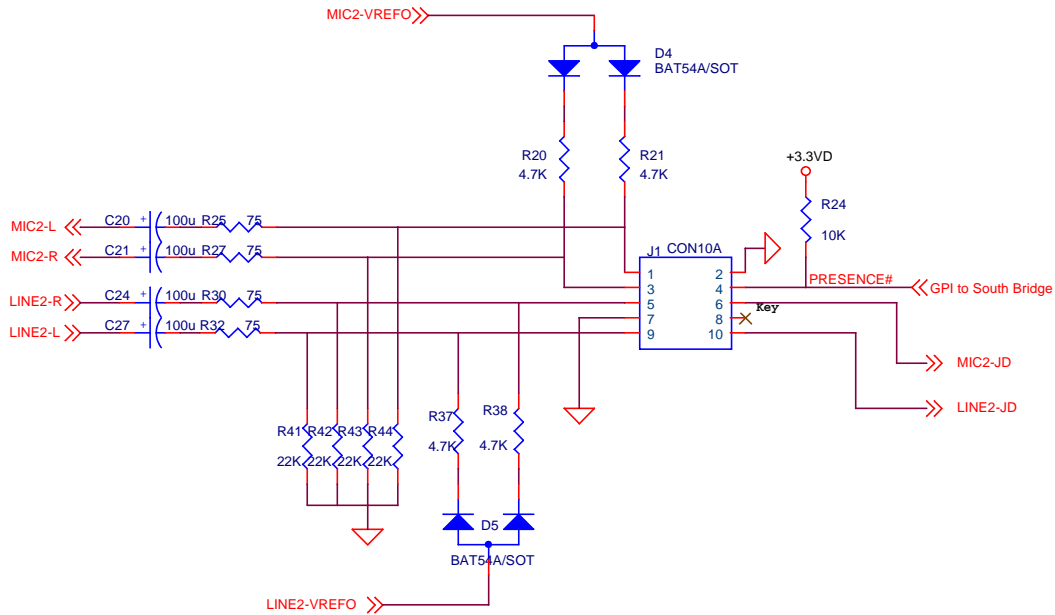 MIC2-VREFO
D4
BAT54A/SOT
R20
4.7K
R21
4.7K
+3.3VD
R24
10K
MIC2-L
C20
+
100u
R25
75
MIC2-R
C21
+
100u
R27
75
LINE2-R
C24
+
100u
R30
75
LINE2-L
C27
+
100u
R32
75
J1
CON10A
1
2
3
4
5
6
7
8
9
10
PRESENCE#
GPI to South Bridge
Key
MIC2-JD
LINE2-JD
R41
22K
R42
22K
R43
22K
R44
22K
R37
4.7K
R38
4.7K
D5
BAT54A/SOT
LINE2-VREFO